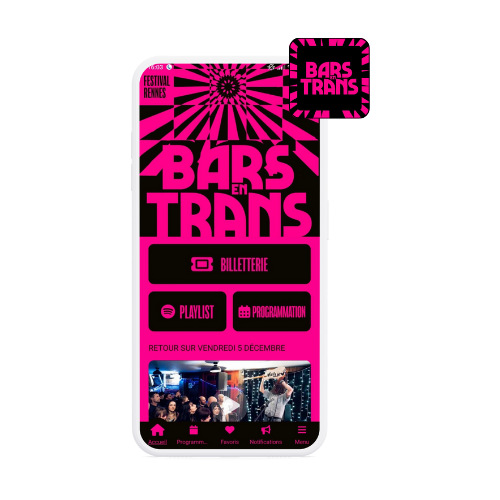 FESTIVAL
RENNES
BARS
EN
TRANS
BARS
TRANS
BILLETTERIE
PLAYLIST
PROGRAMMATION
RETOUR SUR VENDREDI 5 DÉCEMBRE
Accueil
Programm...
Favoris
Notifications
Menu